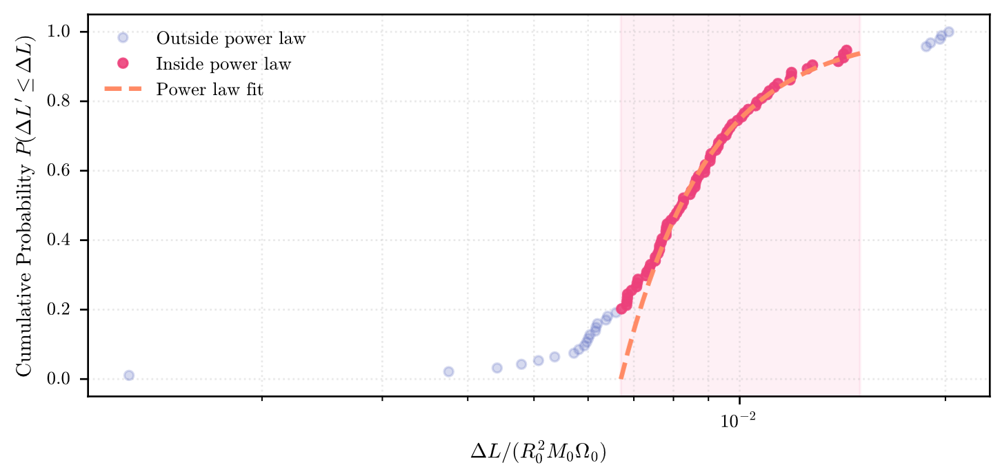 Outside power law
Inside power law
Power law fit
1.0
0.8
0.6
0.4
0.2
0.0
Cumulative Probability P(ΔL′ ≤ ΔL)
10⁻²
ΔL/(R₀²M₀Ω₀)